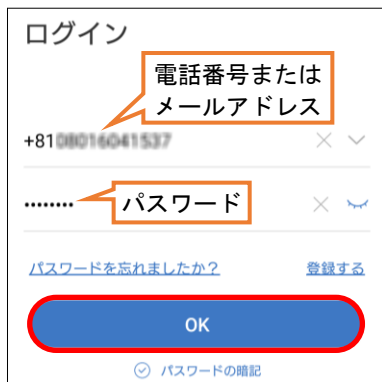 ログイン
電話番号または
メールアドレス
+81
••••••••
パスワード
パスワードを忘れましたか？
登録する
OK
パスワードの暗記